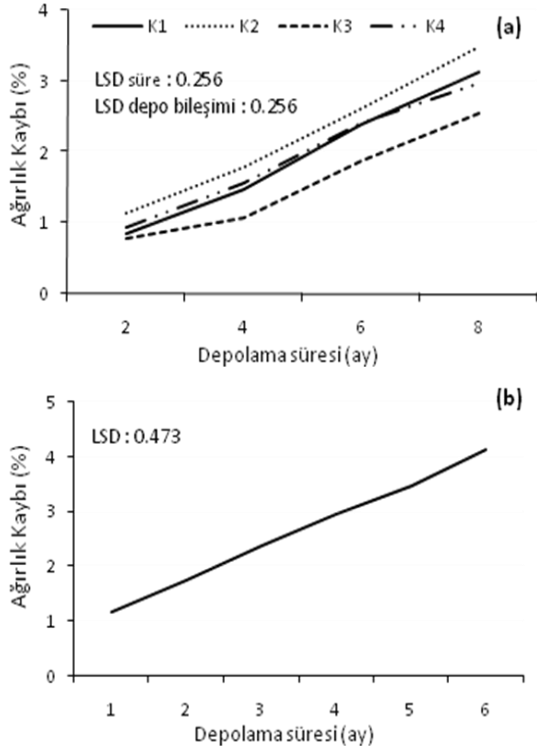 K1 K2 K3 K4 (a)
LSD süre : 0.256
LSD depo bileşimi : 0.256
Ağırlık Kaybı (%)
4
3
2
1
0
2 4 6 8
Depolama süresi (ay)
(b)
LSD : 0.473
Ağırlık Kaybı (%)
5
4
3
2
1
0
1 2 3 4 5 6
Depolama süresi (ay)